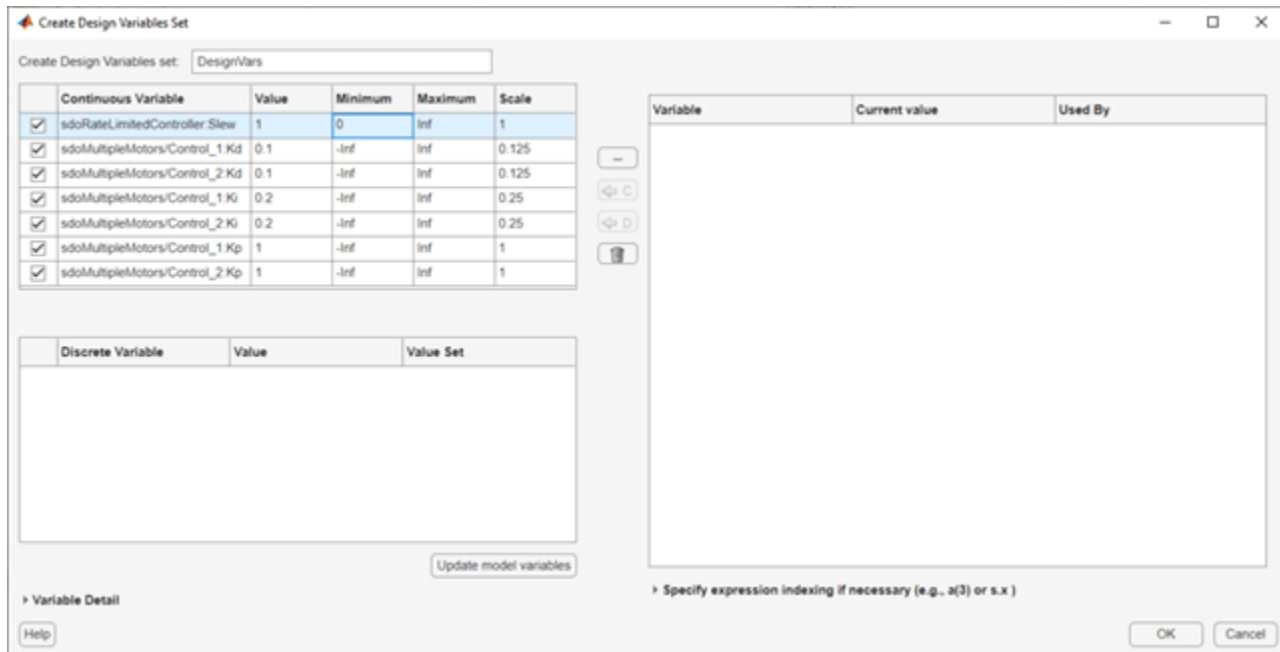 Create Design Variables Set
Create Design Variables set: DesignVars
Continuous Variable Value Minimum Maximum Scale
sdoRateLimitedController:Slew 1 0 Inf 1
sdoMultipleMotors/Control_1:Kd 0.1 -Inf Inf 0.125
sdoMultipleMotors/Control_2:Kd 0.1 -Inf Inf 0.125
sdoMultipleMotors/Control_1:Ki 0.2 -Inf Inf 0.25
sdoMultipleMotors/Control_2:Ki 0.2 -Inf Inf 0.25
sdoMultipleMotors/Control_1:Kp 1 -Inf Inf 1
sdoMultipleMotors/Control_2:Kp 1 -Inf Inf 1
Discrete Variable Value Value Set
Update model variables
Variable Detail
Help
C
D
Variable Current value Used By
Specify expression indexing if necessary (e.g., a(3) or s.x )
OK Cancel